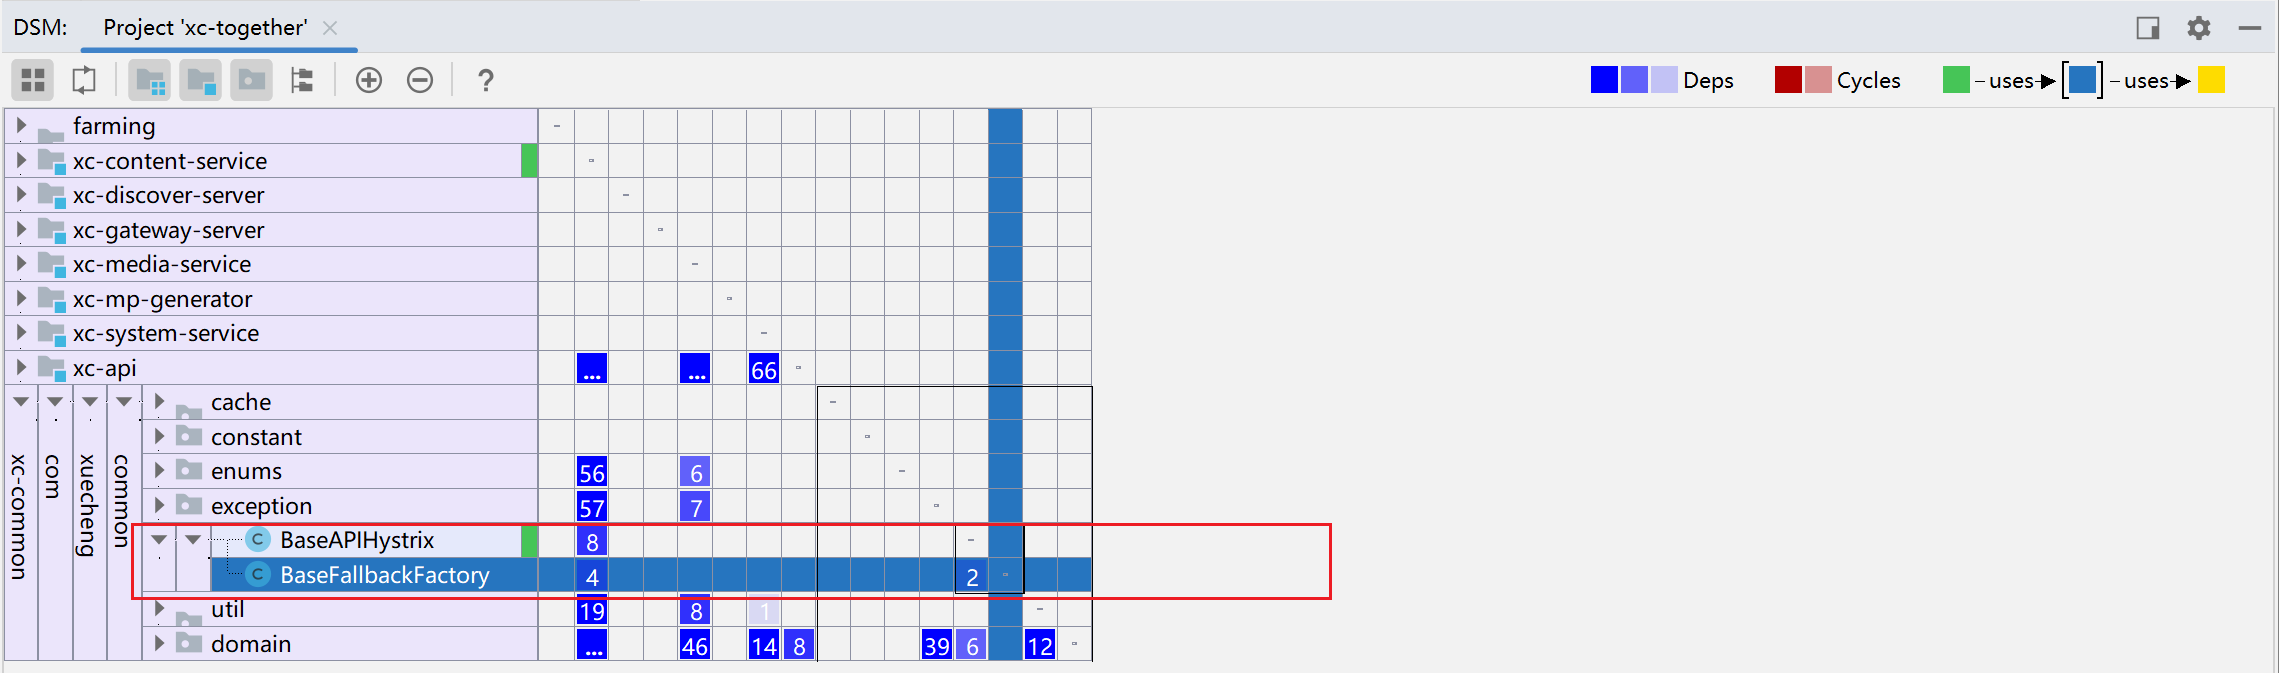 DSM: Project 'xc-together'
? Deps Cycles uses uses
farming
xc-content-service
xc-discover-server
xc-gateway-server
xc-media-service
xc-mp-generator
xc-system-service
xc-api ... ... 66
xc-common
com
xuecheng
common
cache
constant
enums 56 6
exception 57 7
C BaseAPIHystrix 8
C BaseFallbackFactory 4 2
util 19 8 1
domain ... 46 14 8 39 6 12